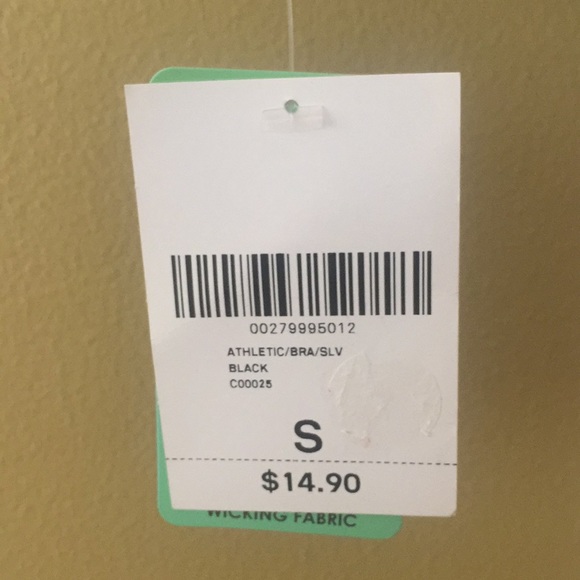 00279995012
ATHLETIC/BRA/SLV
BLACK
C00025
S
$14.90
WICKING FABRIC